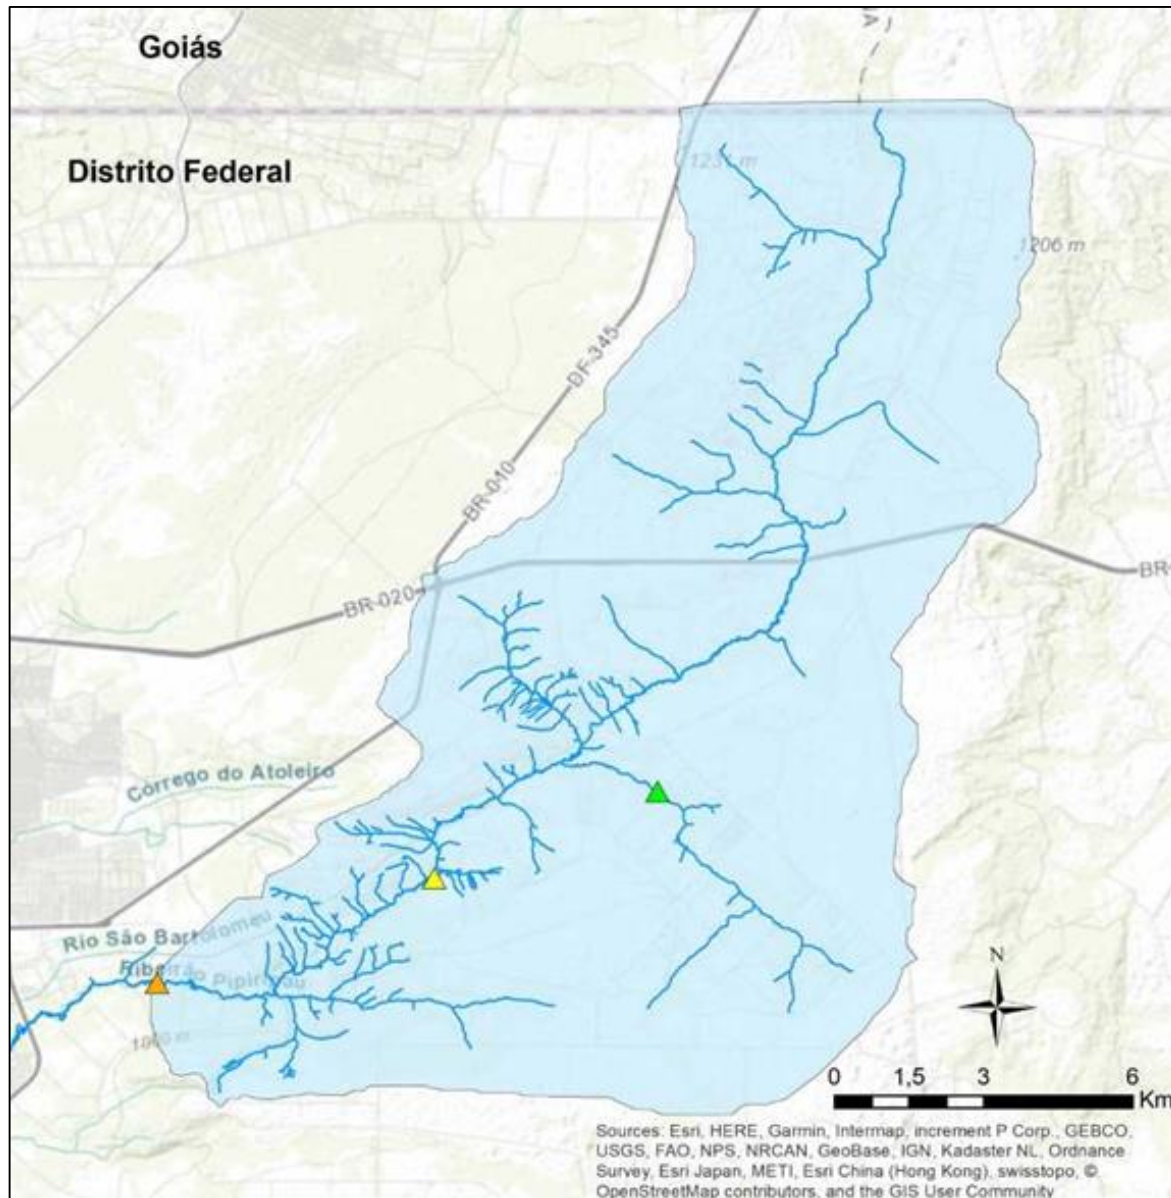 Goiás
Distrito Federal
1231 m
1206 m
DF-345
BR-010
BR-020
BR-
Córrego do Atoleiro
Rio São Bartolomeu
Ribeirão Pipiripau
N
0 1,5 3 6
Km
Sources: Esri, HERE, Garmin, Intermap, increment P Corp., GEBCO,
USGS, FAO, NPS, NRCAN, GeoBase, IGN, Kadaster NL, Ordnance
Survey, Esri Japan, METI, Esri China (Hong Kong), swisstopo, ©
OpenStreetMap contributors, and the GIS User Community